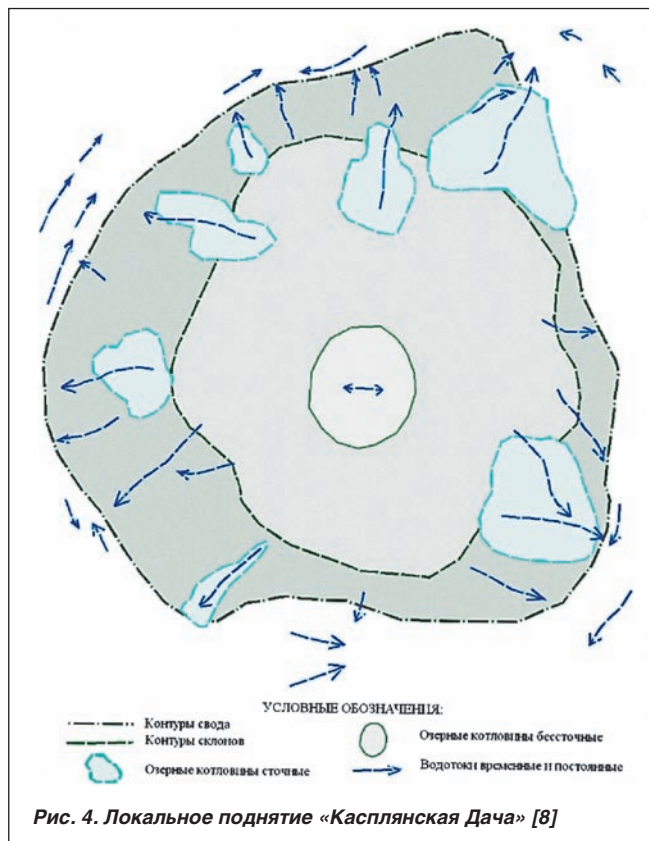 УСЛОВНЫЕ ОБОЗНАЧЕНИЯ:
Контуры свода
Контуры склонов
Озерные котловины сточные
Озерные котловины бессточные
Водотоки временные и постоянные
Рис. 4. Локальное поднятие «Касплянская Дача» [8]